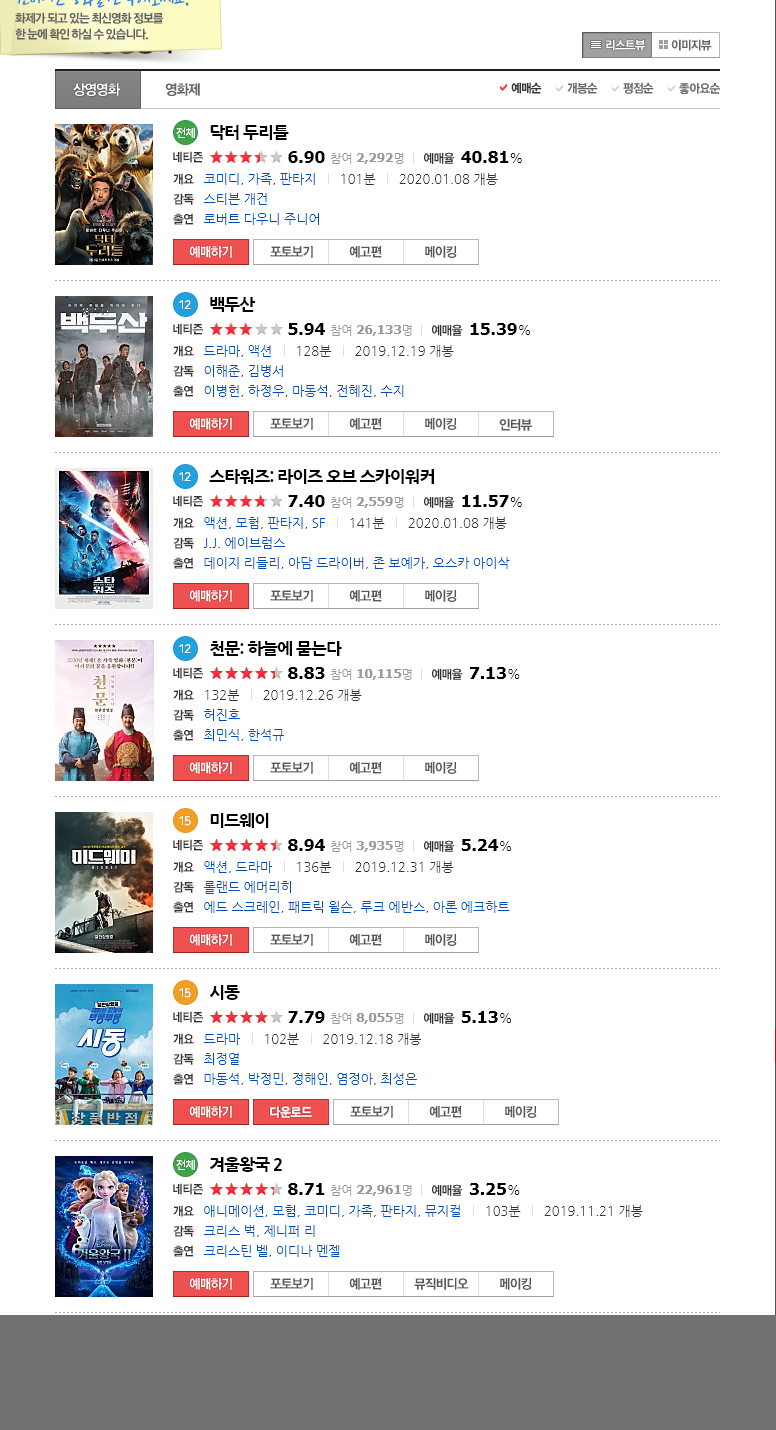 화제가 되고 있는 최신영화 정보를
한 눈에 확인 하실 수 있습니다.
리스트뷰 이미지뷰
상영영화 영화제 예매순 개봉순 평점순 좋아요순
전체 닥터 두리틀
네티즌 6.90 참여 2,292명 예매율 40.81%
개요 코미디, 가족, 판타지 101분 2020.01.08 개봉
감독 스티븐 개건
출연 로버트 다우니 주니어
예매하기 포토보기 예고편 메이킹
닥터
두리틀
12 백두산
네티즌 5.94 참여 26,133명 예매율 15.39%
개요 드라마, 액션 128분 2019.12.19 개봉
감독 이해준, 김병서
출연 이병헌, 하정우, 마동석, 전혜진, 수지
예매하기 포토보기 예고편 메이킹 인터뷰
백두산
12 스타워즈: 라이즈 오브 스카이워커
네티즌 7.40 참여 2,559명 예매율 11.57%
개요 액션, 모험, 판타지, SF 141분 2020.01.08 개봉
감독 J.J. 에이브럼스
출연 데이지 리들리, 아담 드라이버, 존 보예가, 오스카 아이삭
예매하기 포토보기 예고편 메이킹
스타
워즈
12 천문: 하늘에 묻는다
네티즌 8.83 참여 10,115명 예매율 7.13%
개요 132분 2019.12.26 개봉
감독 허진호
출연 최민식, 한석규
예매하기 포토보기 예고편 메이킹
천문
15 미드웨이
네티즌 8.94 참여 3,935명 예매율 5.24%
개요 액션, 드라마 136분 2019.12.31 개봉
감독 롤랜드 에머리히
출연 에드 스크레인, 패트릭 윌슨, 루크 에반스, 아론 에크하트
예매하기 포토보기 예고편 메이킹
미드웨이
15 시동
네티즌 7.79 참여 8,055명 예매율 5.13%
개요 드라마 102분 2019.12.18 개봉
감독 최정열
출연 마동석, 박정민, 정해인, 염정아, 최성은
예매하기 다운로드 포토보기 예고편 메이킹
시동
장풍반점
전체 겨울왕국 2
네티즌 8.71 참여 22,961명 예매율 3.25%
개요 애니메이션, 모험, 코미디, 가족, 판타지, 뮤지컬 103분 2019.11.21 개봉
감독 크리스 벅, 제니퍼 리
출연 크리스틴 벨, 이디나 멘젤
예매하기 포토보기 예고편 뮤직비디오 메이킹
겨울왕국 II